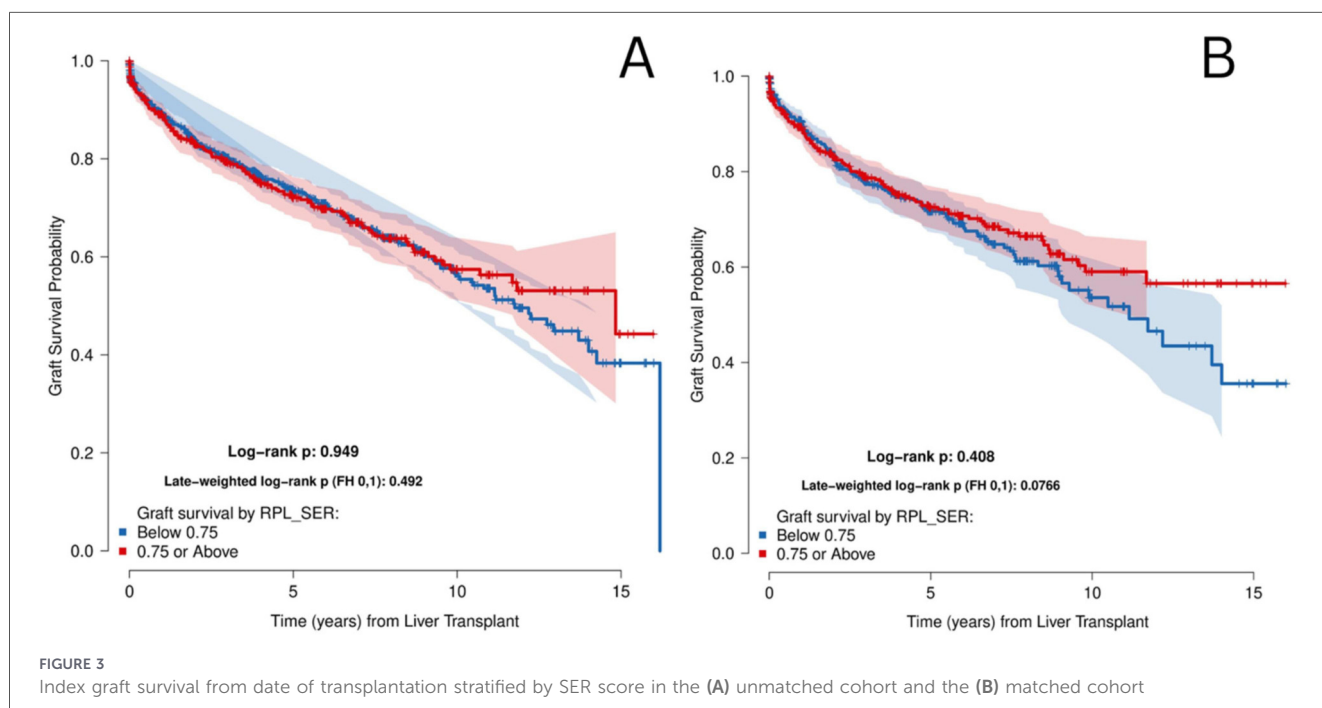 A
1.0
0.8
0.6
0.4
0.2
0.0
Graft Survival Probability
Log-rank p: 0.949
Late-weighted log-rank p (FH 0,1): 0.492
Graft survival by RPL_SER:
Below 0.75
0.75 or Above
0 5 10 15
Time (years) from Liver Transplant
B
1.0
0.8
0.6
0.4
0.2
0.0
Graft Survival Probability
Log-rank p: 0.408
Late-weighted log-rank p (FH 0,1): 0.0766
Graft survival by RPL_SER:
Below 0.75
0.75 or Above
0 5 10 15
Time (years) from Liver Transplant
FIGURE 3
Index graft survival from date of transplantation stratified by SER score in the (A) unmatched cohort and the (B) matched cohort